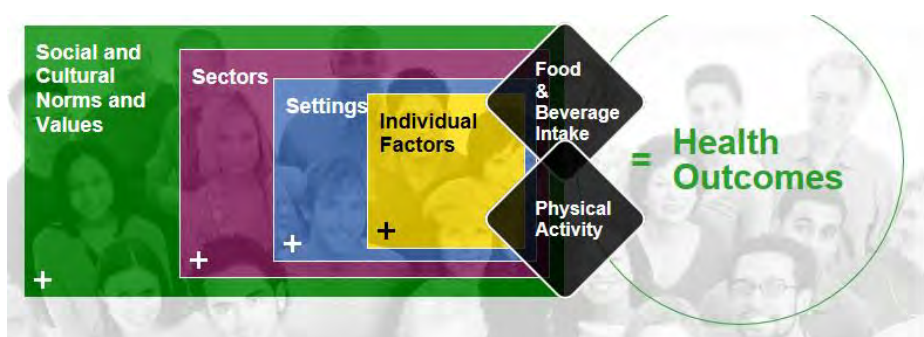 Social and
Cultural
Norms and
Values
+
Sectors
+
Settings
+
Individual
Factors
+
Food
&
Beverage
Intake
Physical
Activity
= Health
Outcomes